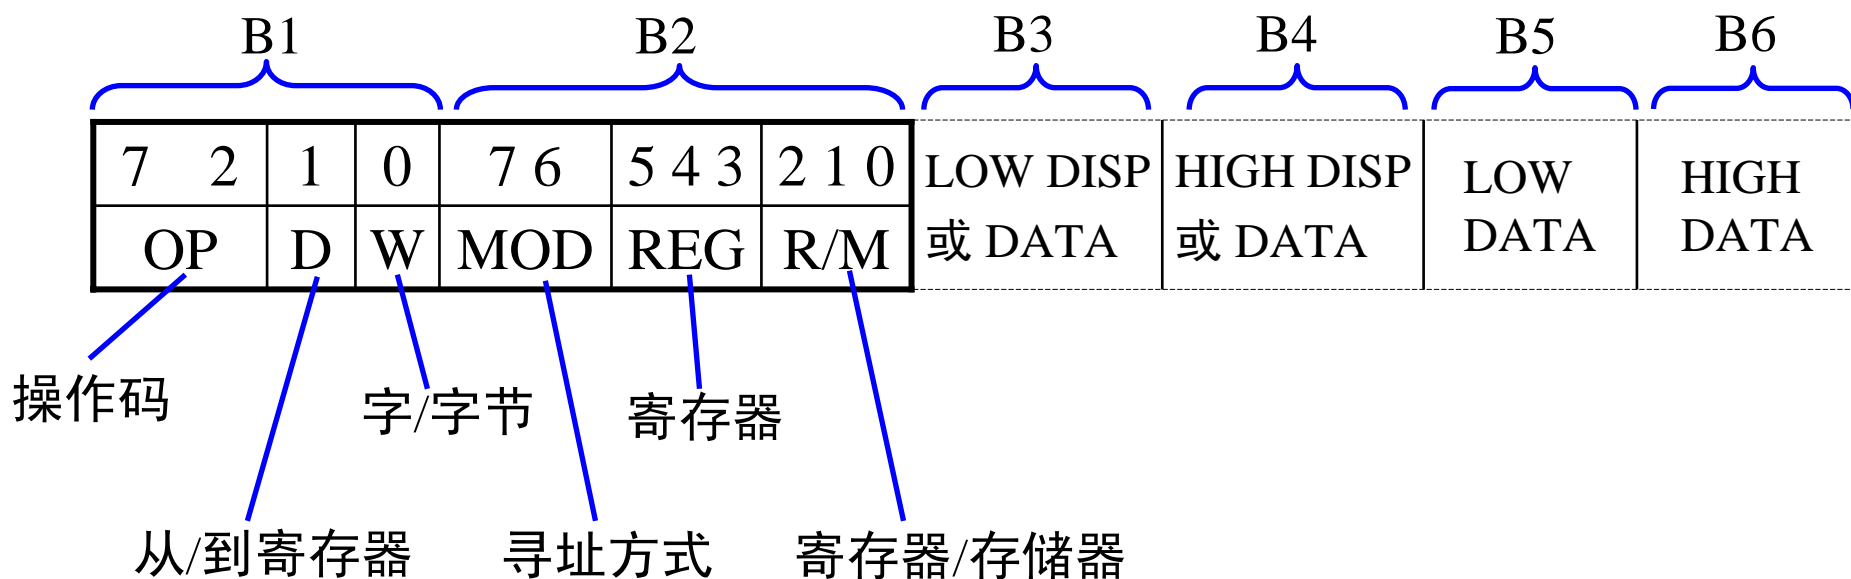 B1 B2 B3 B4 B5 B6
7 2 1 0 7 6 5 4 3 2 1 0 LOW DISP HIGH DISP LOW HIGH
OP D W MOD REG R/M 或 DATA 或 DATA DATA DATA
操作码 字/字节 寄存器
从/到寄存器 寻址方式 寄存器/存储器